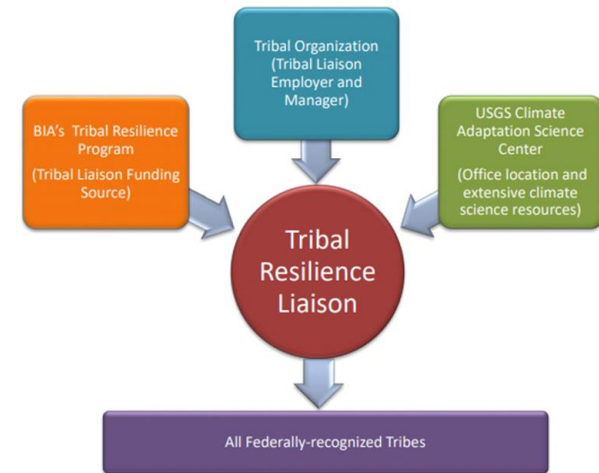 Tribal Organization
(Tribal Liaison
Employer and
Manager)
BIA's Tribal Resilience
Program
(Tribal Liaison Funding
Source)
USGS Climate
Adaptation Science
Center
(Office location and
extensive climate
science resources)
Tribal
Resilience
Liaison
All Federally-recognized Tribes